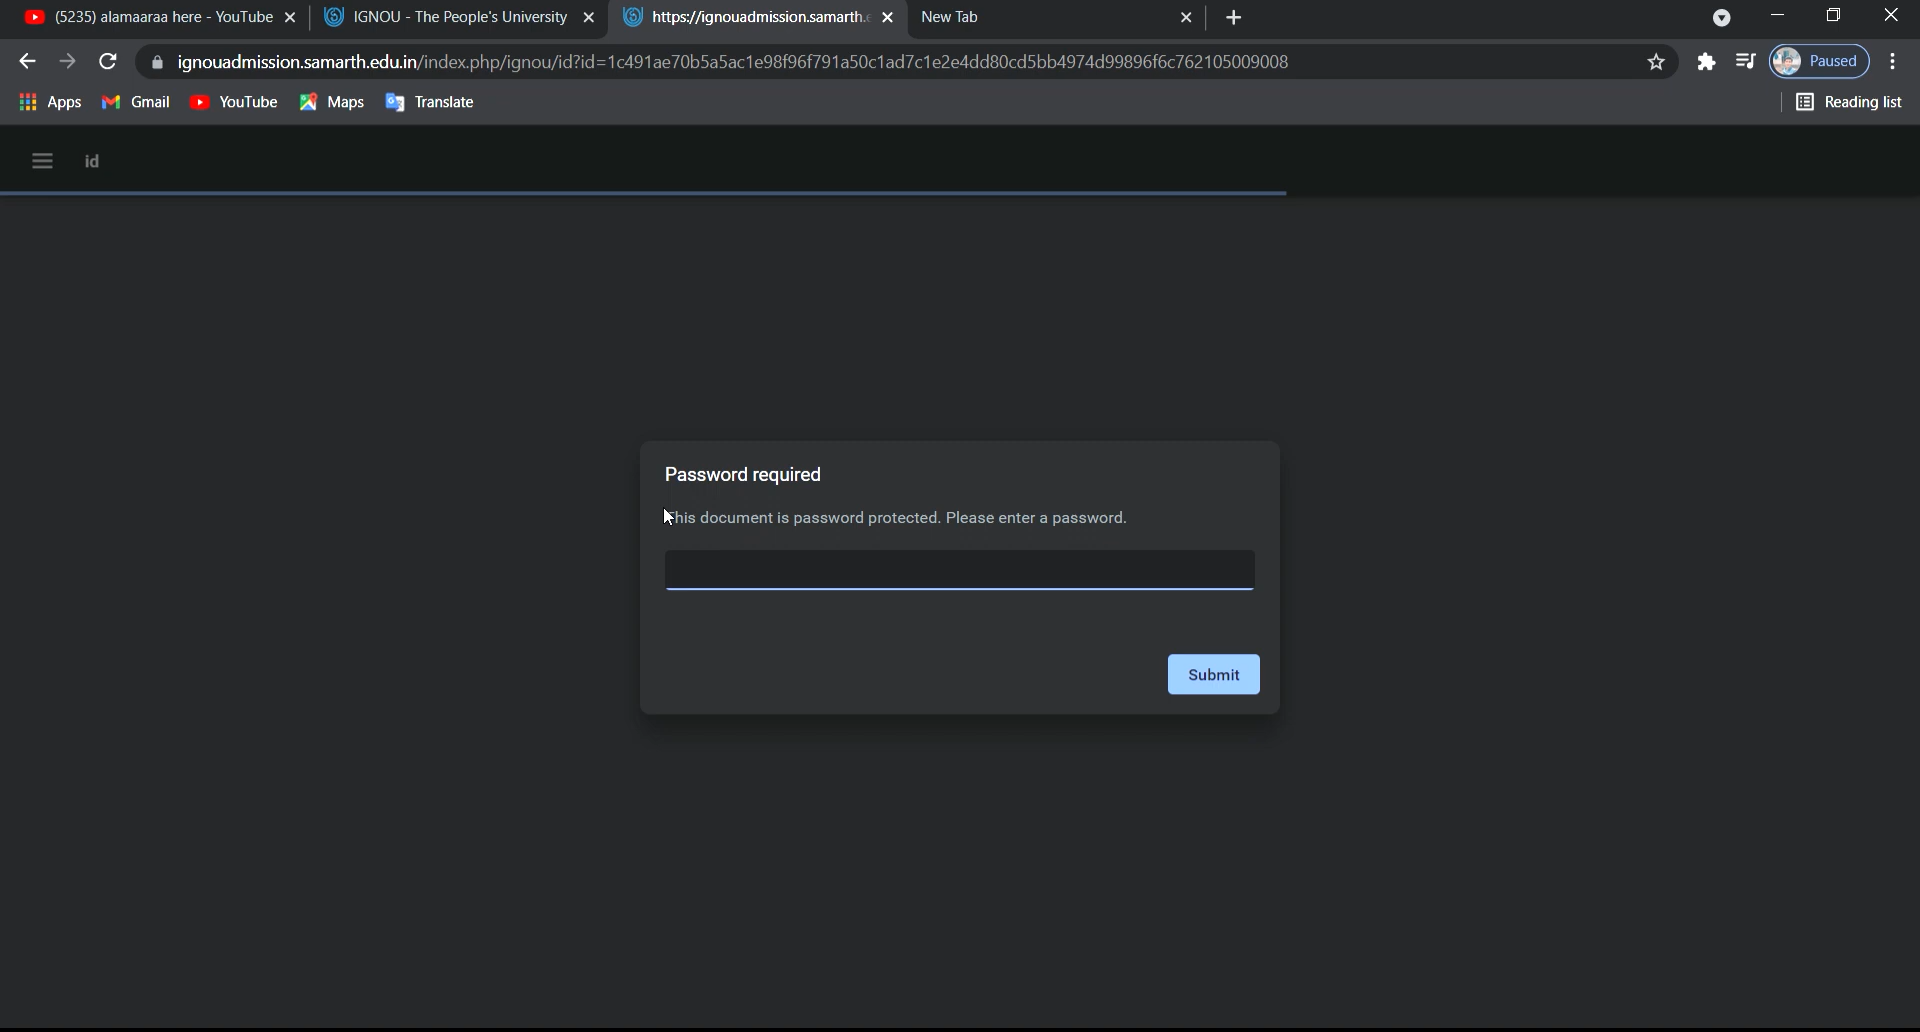 (5235) alamaaraa here - YouTube
IGNOU - The People's University
https://ignouadmission.samarth.e
New Tab
ignouadmission.samarth.edu.in/index.php/ignou/id?id=1c491ae70b5a5ac1e98f96f791a50c1ad7c1e2e4dd80cd5bb4974d99896f6c762105009008
Paused
Apps
Gmail
YouTube
Maps
Translate
Reading list
id
Password required
This document is password protected. Please enter a password.
Submit